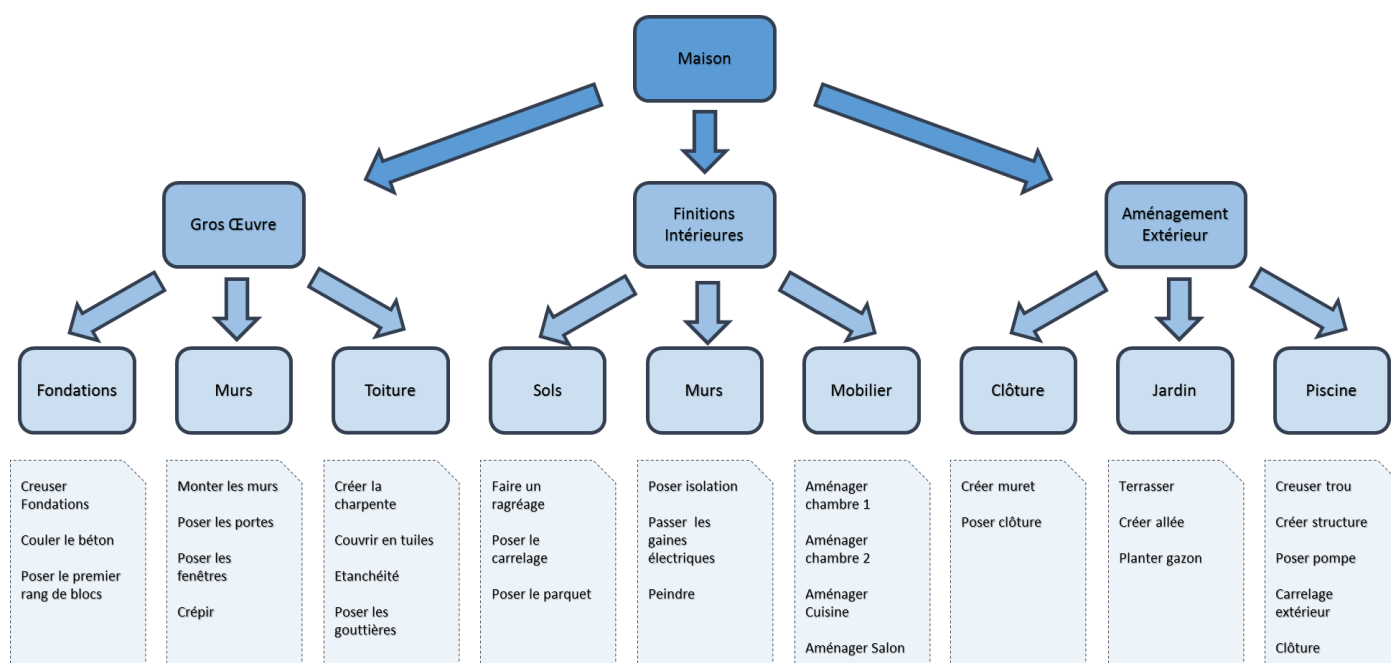 Maison
Gros Œuvre
Finitions
Intérieures
Aménagement
Extérieur
Fondations
Murs
Toiture
Sols
Murs
Mobilier
Clôture
Jardin
Piscine
Creuser
Fondations
Couler le béton
Poser le premier
rang de blocs
Monter les murs
Poser les portes
Poser les
fenêtres
Crépir
Créer la
charpente
Couvrir en tuiles
Etanchéité
Poser les
gouttières
Faire un
ragréage
Poser le
carrelage
Poser le parquet
Poser isolation
Passer les
gaines
électriques
Peindre
Aménager
chambre 1
Aménager
chambre 2
Aménager
Cuisine
Aménager Salon
Créer muret
Poser clôture
Terrasser
Créer allée
Planter gazon
Creuser trou
Créer structure
Poser pompe
Carrelage
extérieur
Clôture